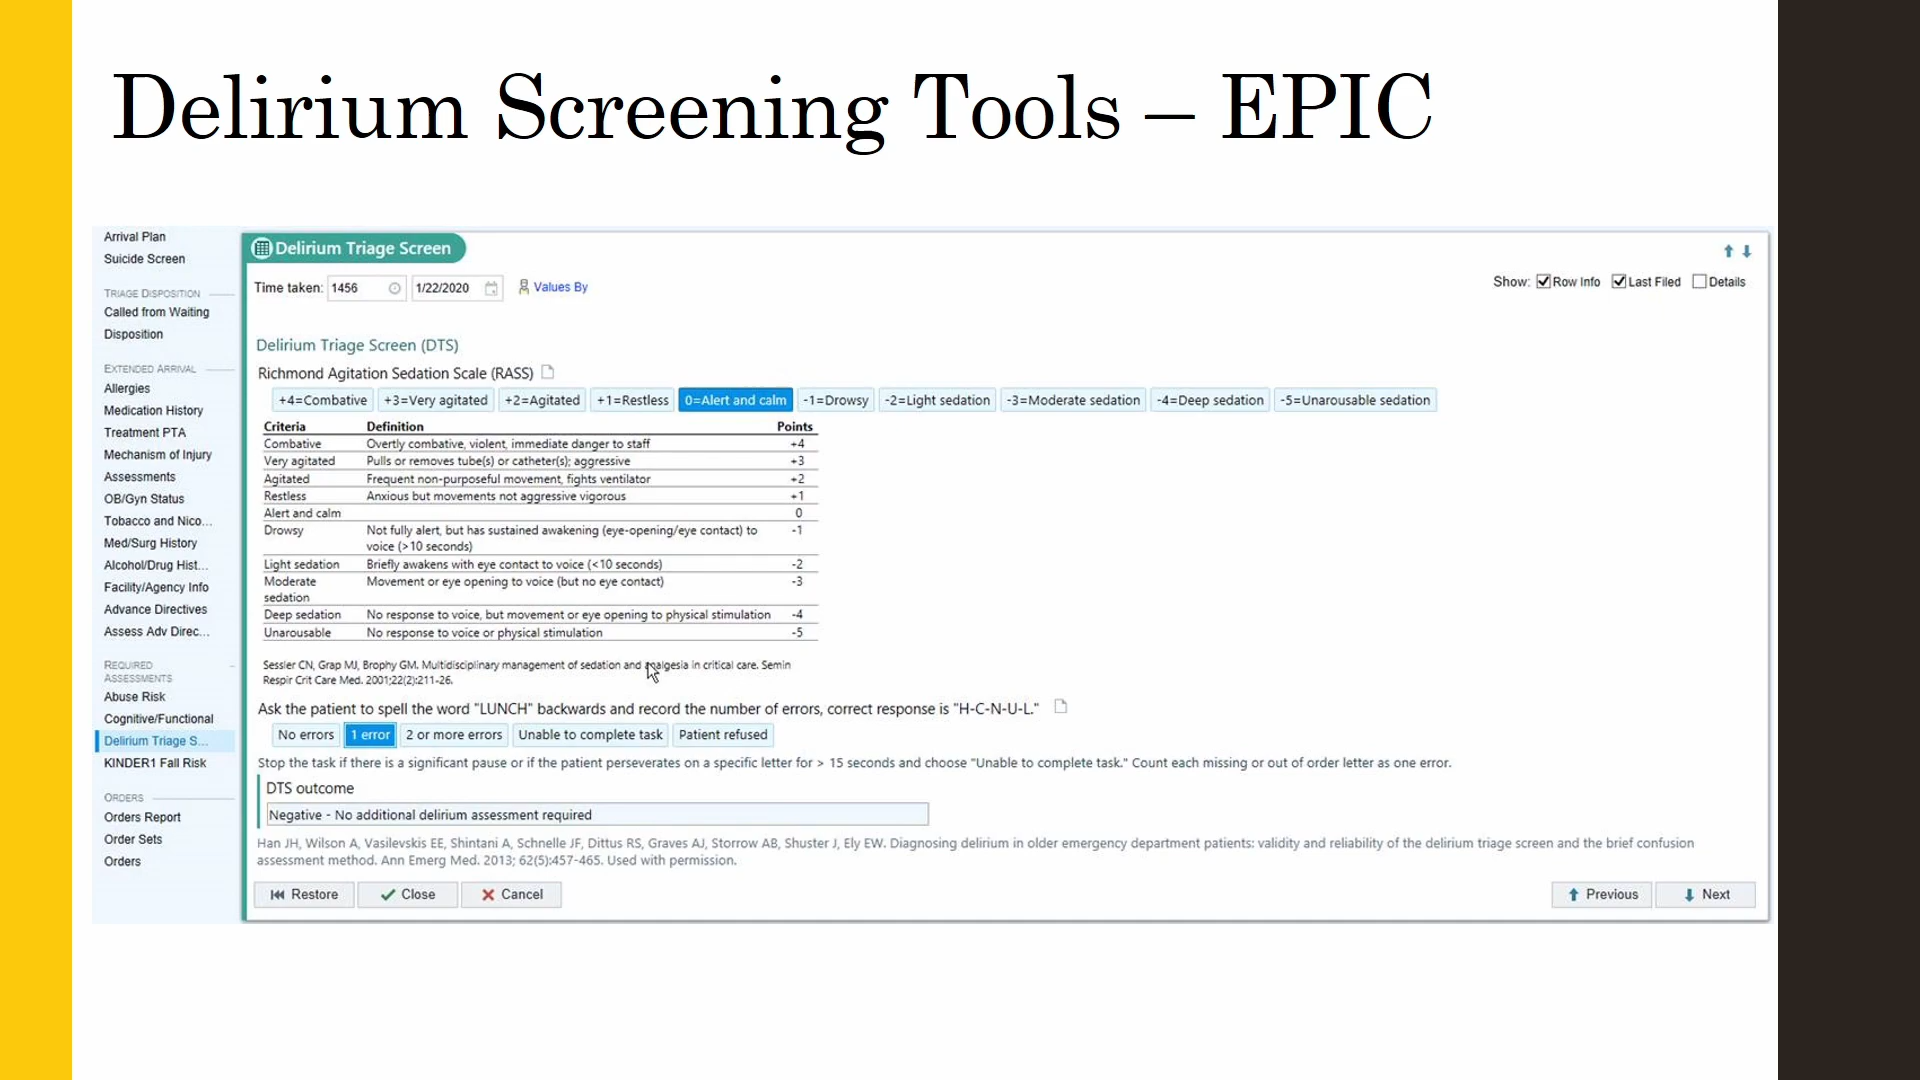 Delirium Screening Tools – EPIC
Arrival Plan
Suicide Screen
TRIAGE DISPOSITION
Called from Waiting
Disposition
EXTENDED ARRIVAL
Allergies
Medication History
Treatment PTA
Mechanism of Injury
Assessments
OB/Gyn Status
Tobacco and Nico...
Med/Surg History
Alcohol/Drug Hist...
Facility/Agency Info
Advance Directives
Assess Adv Direc...
REQUIRED
ASSESSMENTS
Abuse Risk
Cognitive/Functional
Delirium Triage S...
KINDER1 Fall Risk
ORDERS
Orders Report
Order Sets
Orders
Delirium Triage Screen
Time taken: 1456 1/22/2020 Values By
Show: Row Info Last Filed Details
Delirium Triage Screen (DTS)
Richmond Agitation Sedation Scale (RASS)
+4=Combative +3=Very agitated +2=Agitated +1=Restless 0=Alert and calm -1=Drowsy -2=Light sedation -3=Moderate sedation -4=Deep sedation -5=Unarousable sedation
Criteria Definition Points
Combative Overtly combative, violent, immediate danger to staff +4
Very agitated Pulls or removes tube(s) or catheter(s); aggressive +3
Agitated Frequent non-purposeful movement, fights ventilator +2
Restless Anxious but movements not aggressive vigorous +1
Alert and calm 0
Drowsy Not fully alert, but has sustained awakening (eye-opening/eye contact) to -1
voice (>10 seconds)
Light sedation Briefly awakens with eye contact to voice (<10 seconds) -2
Moderate Movement or eye opening to voice (but no eye contact) -3
sedation
Deep sedation No response to voice, but movement or eye opening to physical stimulation -4
Unarousable No response to voice or physical stimulation -5
Sessler CN, Grap MJ, Brophy GM. Multidisciplinary management of sedation and analgesia in critical care. Semin
Respir Crit Care Med. 2001;22(2):211-26.
Ask the patient to spell the word "LUNCH" backwards and record the number of errors, correct response is "H-C-N-U-L."
No errors 1 error 2 or more errors Unable to complete task Patient refused
Stop the task if there is a significant pause or if the patient perseverates on a specific letter for > 15 seconds and choose "Unable to complete task." Count each missing or out of order letter as one error.
DTS outcome
Negative - No additional delirium assessment required
Han JH, Wilson A, Vasilevskis EE, Shintani A, Schnelle JF, Dittus RS, Graves AJ, Storrow AB, Shuster J, Ely EW. Diagnosing delirium in older emergency department patients: validity and reliability of the delirium triage screen and the brief confusion
assessment method. Ann Emerg Med. 2013; 62(5):457-465. Used with permission.
Restore Close Cancel Previous Next